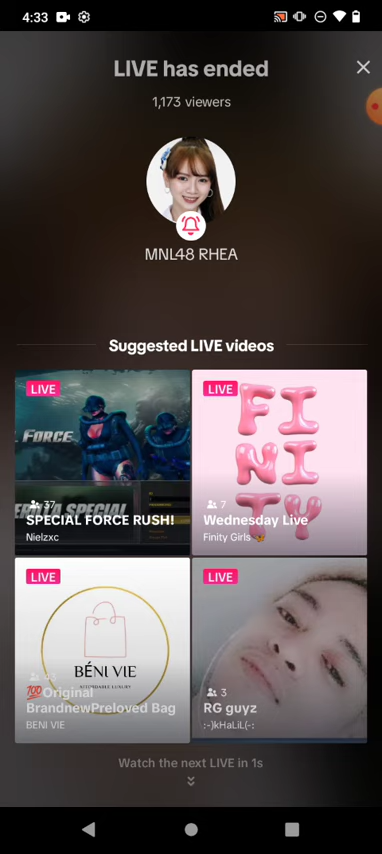 4:33
LIVE has ended
1,173 viewers
MNL48 RHEA
Suggested LIVE videos
LIVE
FORCE
37
SPECIAL FORCE RUSH!
Nielzxc
LIVE
FI
NI
TY
7
Wednesday Live
Finity Girls
LIVE
BÉNI VIE
AFFORDABLE LUXURY
💯Original
BrandnewPreloved Bag
BENI VIE
LIVE
3
RG guyz
:-)kHaLiL(-:
Watch the next LIVE in 1s